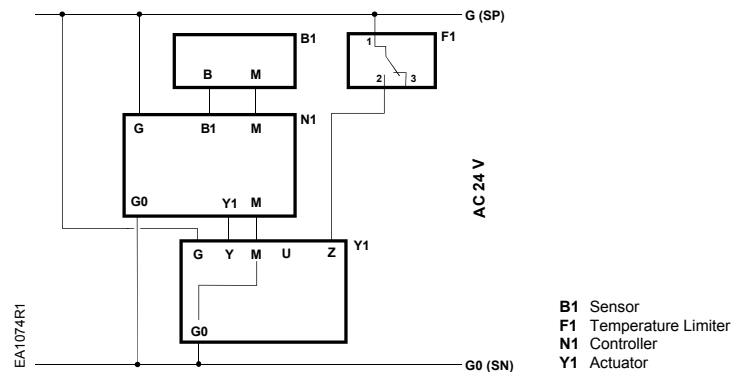 G (SP)
B1
F1
1
B M
2 3
N1
G B1 M
AC 24 V
G0 Y1 M
Y1
G Y M U Z
G0
EA1074R1
G0 (SN)
B1 Sensor
F1 Temperature Limiter
N1 Controller
Y1 Actuator